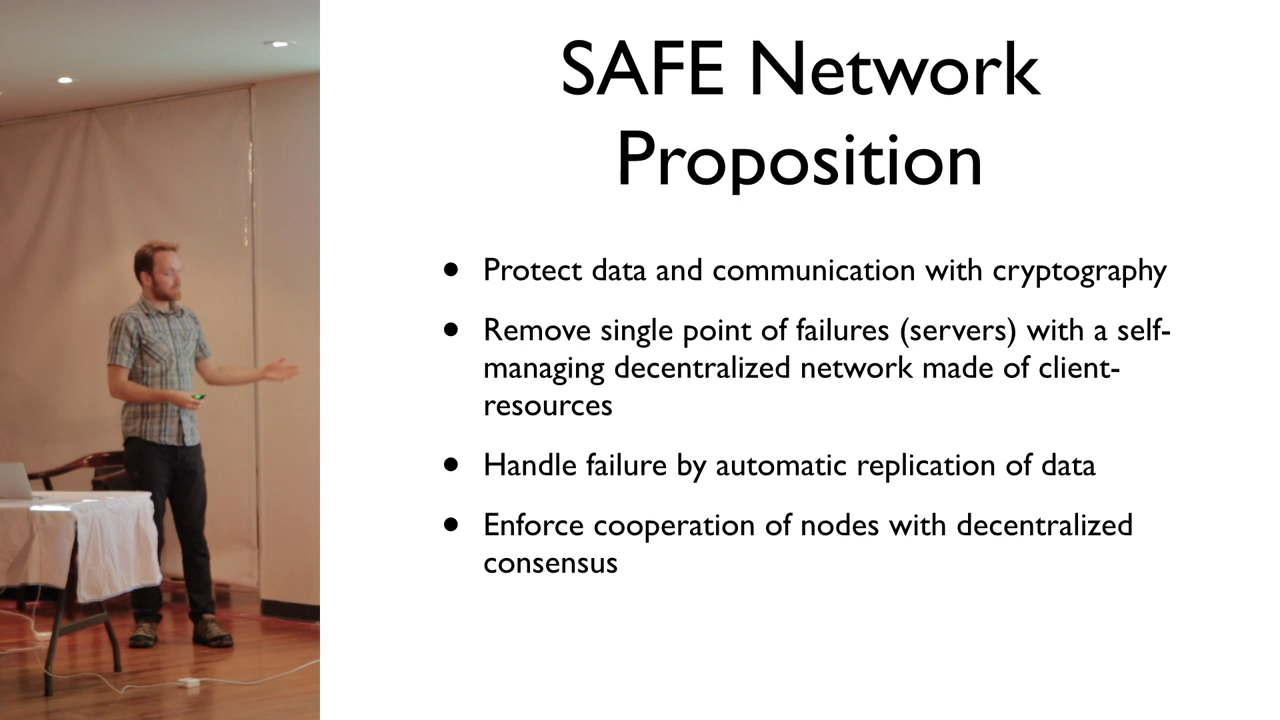 SAFE Network
Proposition
• Protect data and communication with cryptography
• Remove single point of failures (servers) with a self-
managing decentralized network made of client-
resources
• Handle failure by automatic replication of data
• Enforce cooperation of nodes with decentralized
consensus